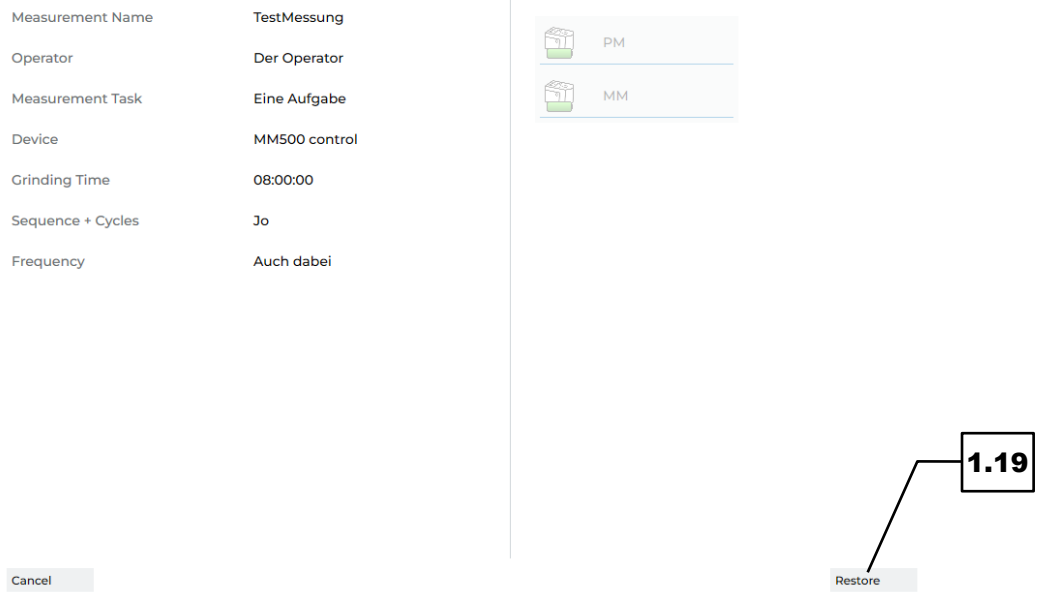 Measurement Name TestMessung
Operator Der Operator
Measurement Task Eine Aufgabe
Device MM500 control
Grinding Time 08:00:00
Sequence + Cycles Jo
Frequency Auch dabei
PM
MM
1.19
Cancel
Restore